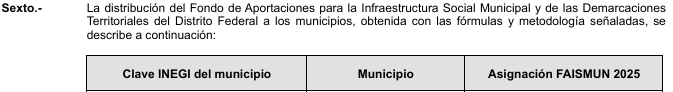 Sexto.- La distribución del Fondo de Aportaciones para la Infraestructura Social Municipal y de las Demarcaciones
Territoriales del Distrito Federal a los municipios, obtenida con las fórmulas y metodología señaladas, se
describe a continuación:
Clave INEGI del municipio Municipio Asignación FAISMUN 2025